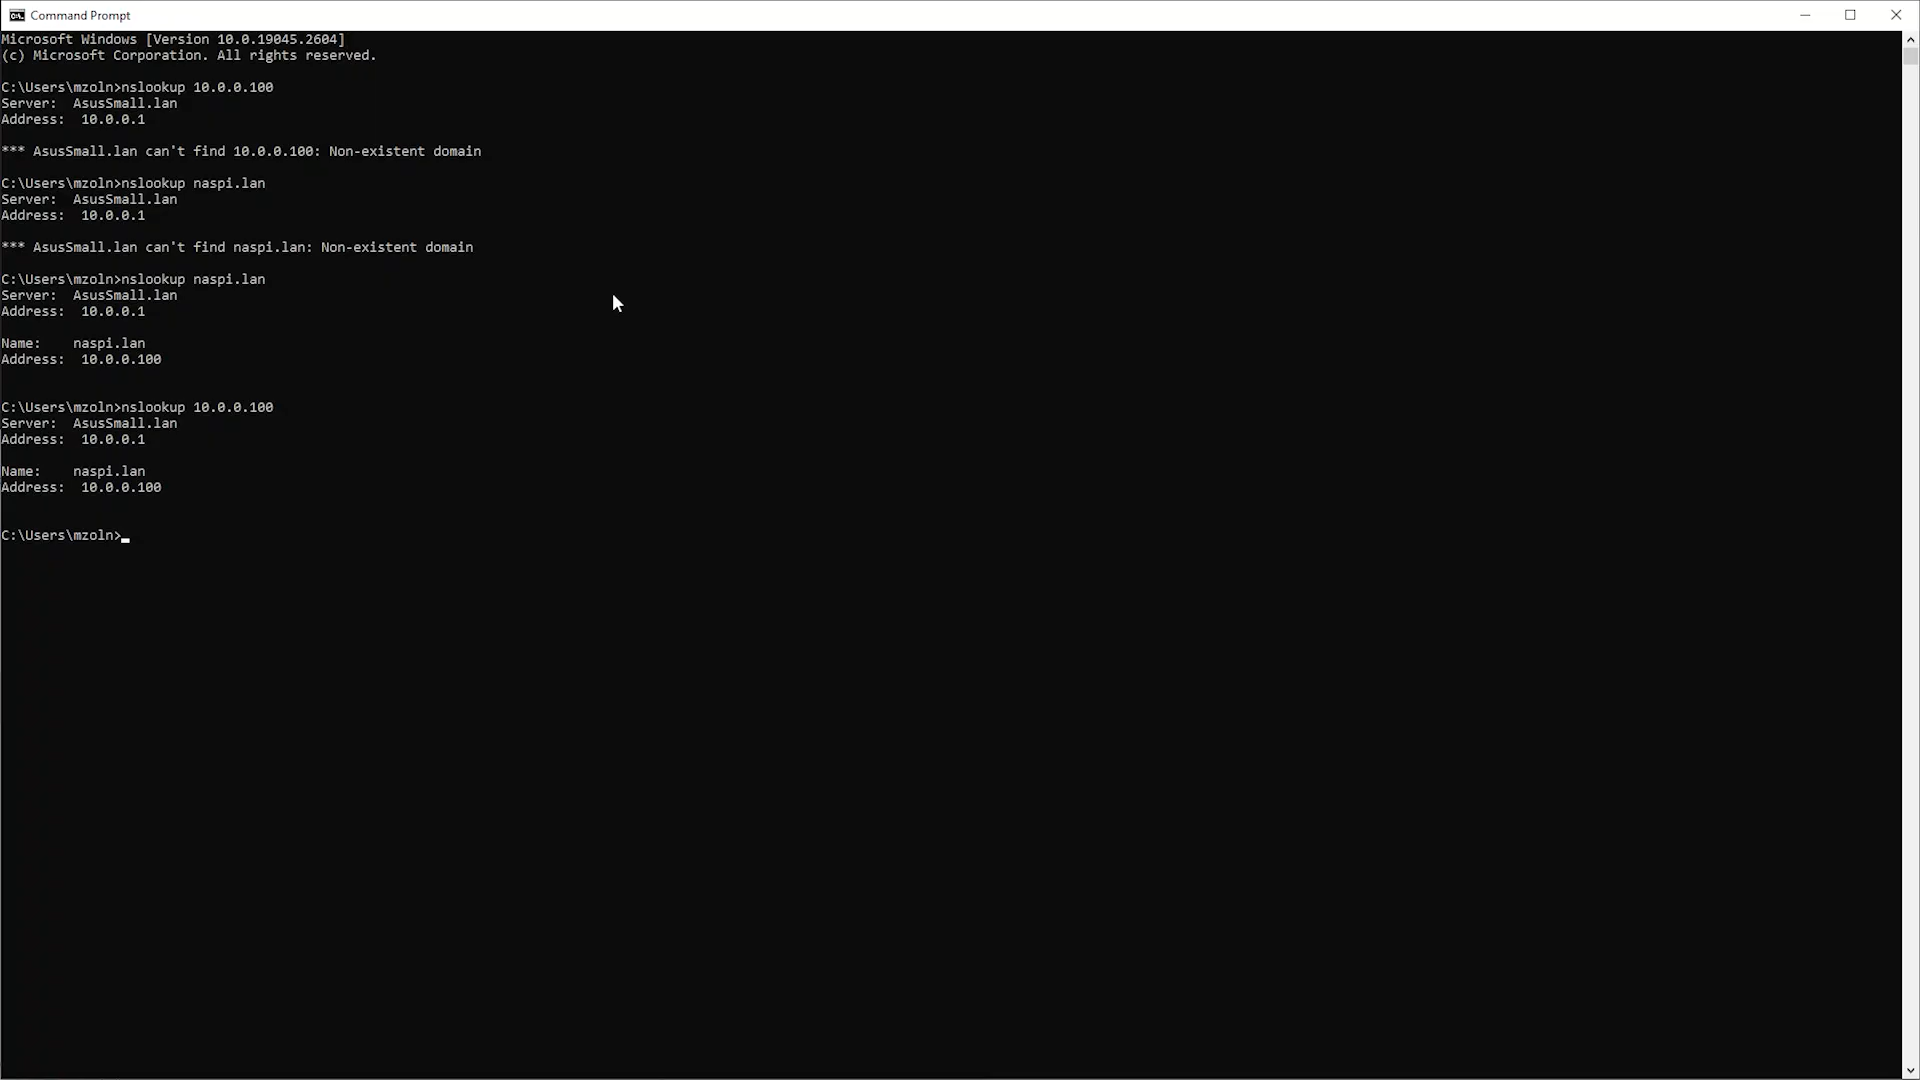 Command Prompt
Microsoft Windows [Version 10.0.19045.2604]
(c) Microsoft Corporation. All rights reserved.
C:\Users\mzoln>nslookup 10.0.0.100
Server:  AsusSmall.lan
Address:  10.0.0.1
*** AsusSmall.lan can't find 10.0.0.100: Non-existent domain
C:\Users\mzoln>nslookup naspi.lan
Server:  AsusSmall.lan
Address:  10.0.0.1
*** AsusSmall.lan can't find naspi.lan: Non-existent domain
C:\Users\mzoln>nslookup naspi.lan
Server:  AsusSmall.lan
Address:  10.0.0.1
Name:    naspi.lan
Address:  10.0.0.100
C:\Users\mzoln>nslookup 10.0.0.100
Server:  AsusSmall.lan
Address:  10.0.0.1
Name:    naspi.lan
Address:  10.0.0.100
C:\Users\mzoln>